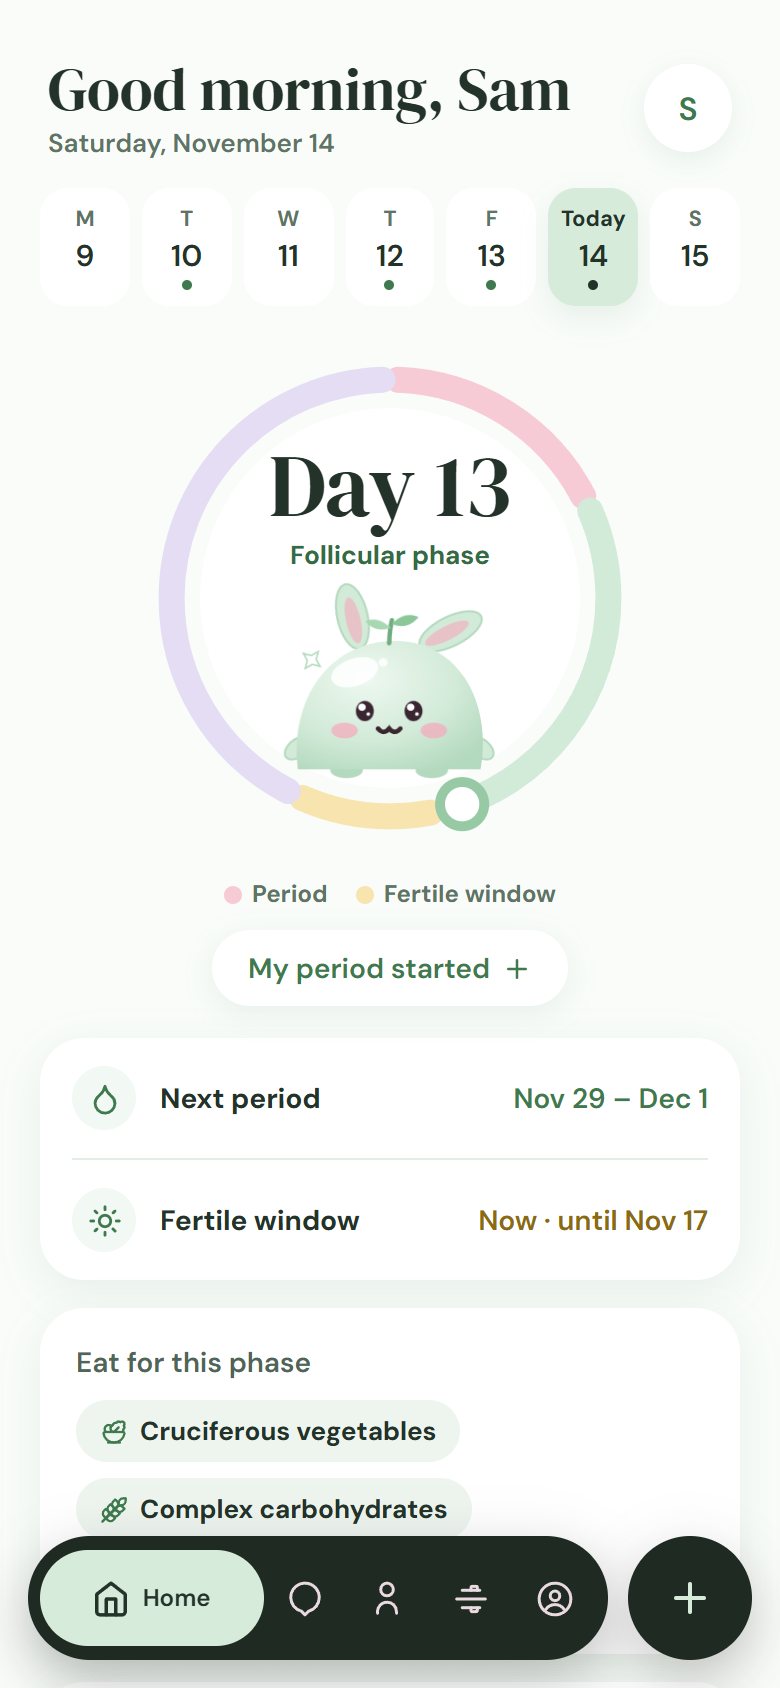 Good morning, Sam
S
Saturday, November 14
M T W T F Today S
9 10 11 12 13 14 15
Day 13
Follicular phase
Period Fertile window
My period started +
Next period Nov 29 – Dec 1
Fertile window Now · until Nov 17
Eat for this phase
Cruciferous vegetables
Complex carbohydrates
Home